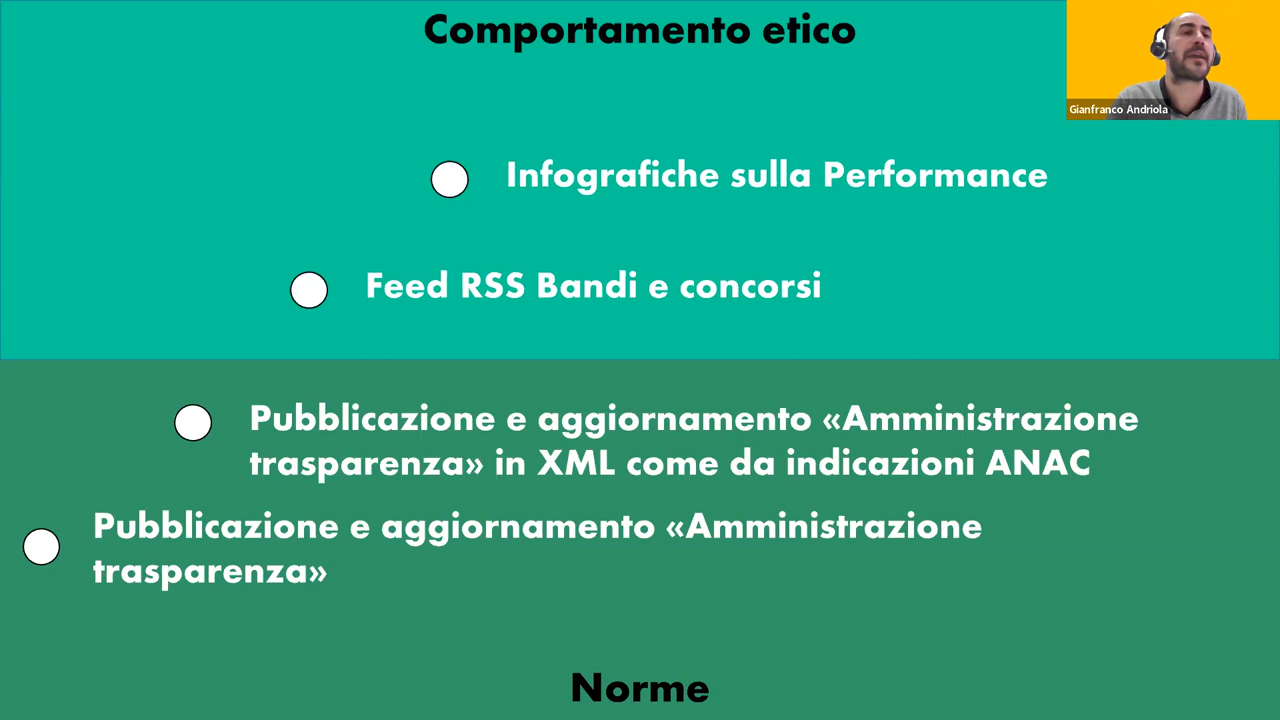 Comportamento etico
Gianfranco Andriola
Infografiche sulla Performance
Feed RSS Bandi e concorsi
Pubblicazione e aggiornamento «Amministrazione
trasparenza» in XML come da indicazioni ANAC
Pubblicazione e aggiornamento «Amministrazione
trasparenza»
Norme